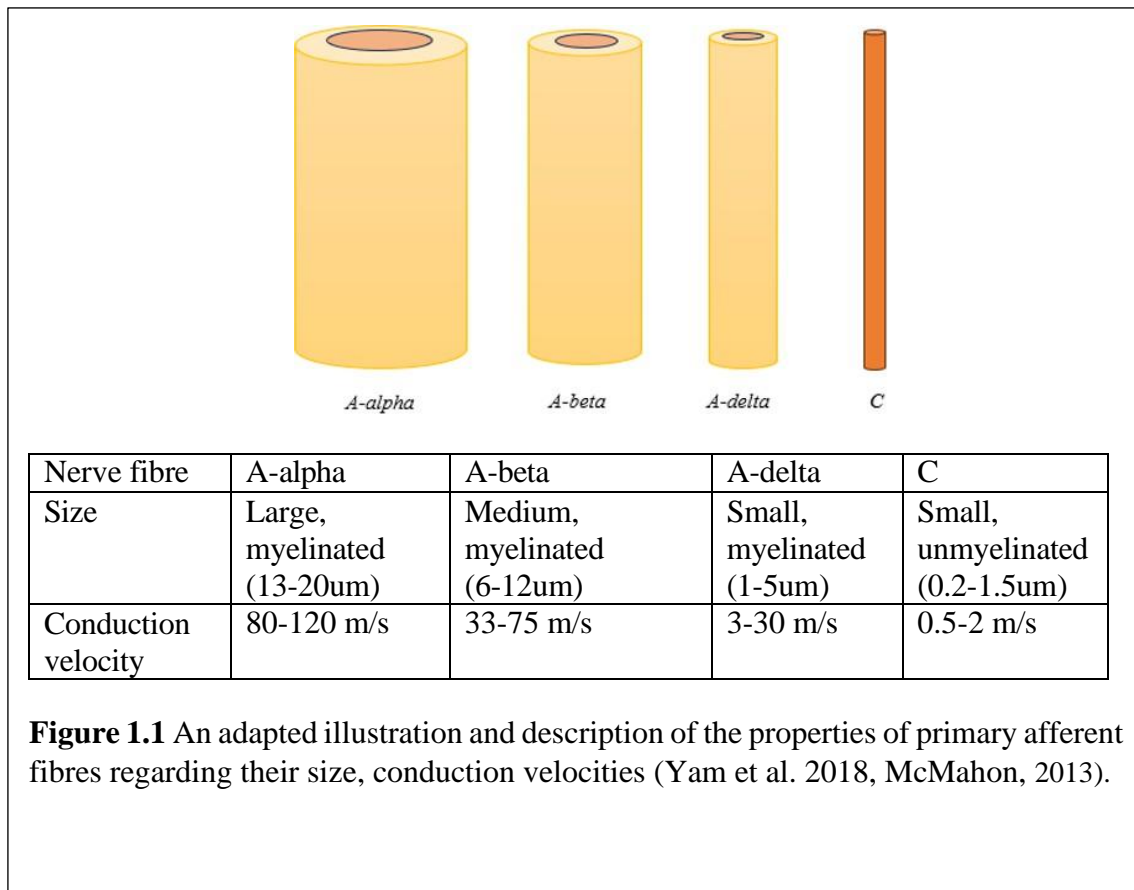 A-alpha A-beta A-delta C
Nerve fibre A-alpha A-beta A-delta C
Size Large, Medium, Small, Small,
myelinated myelinated myelinated unmyelinated
(13-20um) (6-12um) (1-5um) (0.2-1.5um)
Conduction 80-120 m/s 33-75 m/s 3-30 m/s 0.5-2 m/s
velocity
Figure 1.1 An adapted illustration and description of the properties of primary afferent
fibres regarding their size, conduction velocities (Yam et al. 2018, McMahon, 2013).